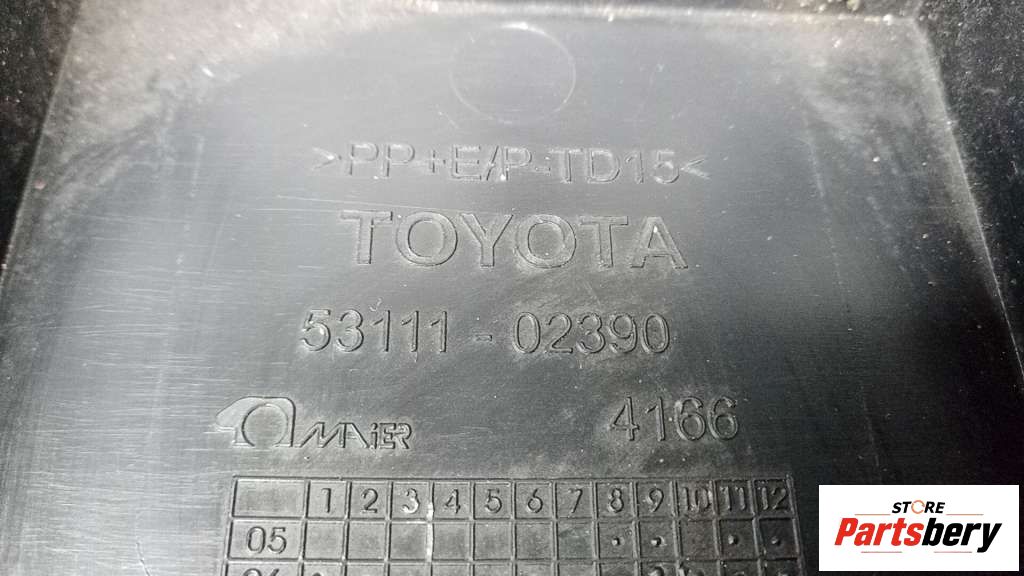 >PP+E/P-TD15<
TOYOTA
53111-02390
MAiER 4166
1 2 3 4 5 6 7 8 9 10 11 12
05
06
STORE
Partsbery